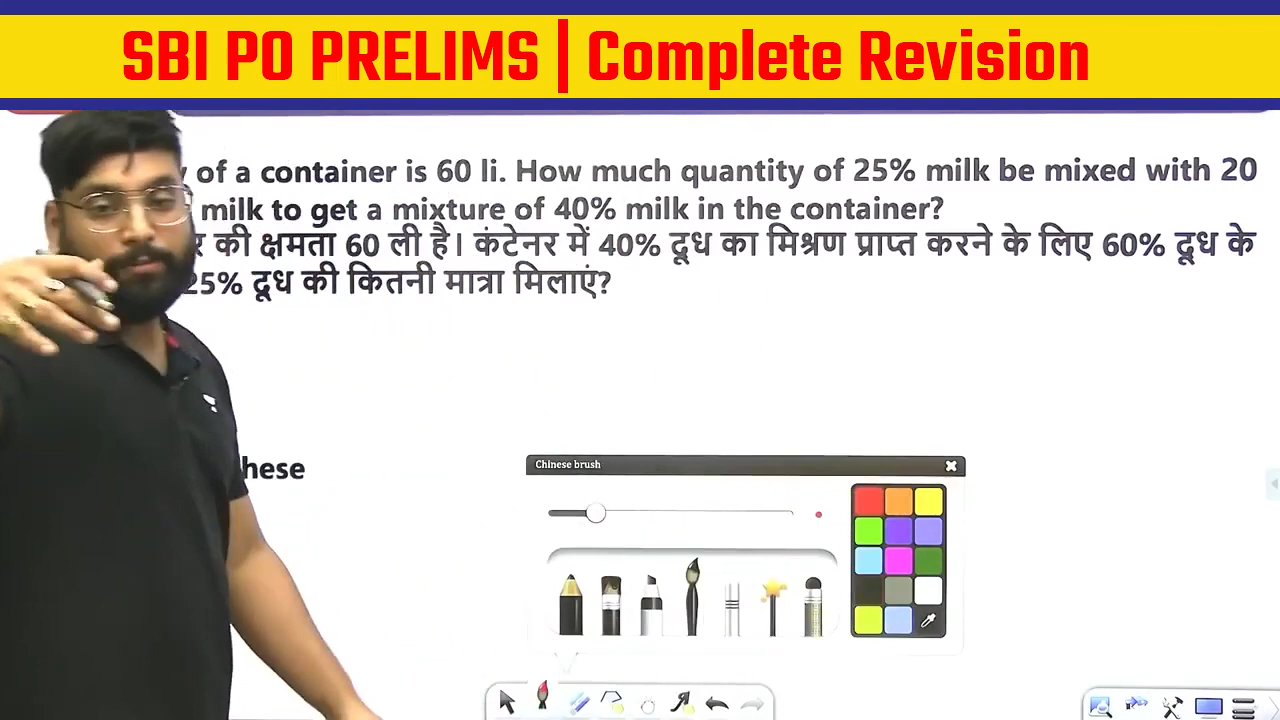 SBI PO PRELIMS | Complete Revision
of a container is 60 li. How much quantity of 25% milk be mixed with 20
milk to get a mixture of 40% milk in the container?
की क्षमता 60 ली है। कंटेनर में 40% दूध का मिश्रण प्राप्त करने के लिए 60% दूध के
25% दूध की कितनी मात्रा मिलाएं?
hese
Chinese brush